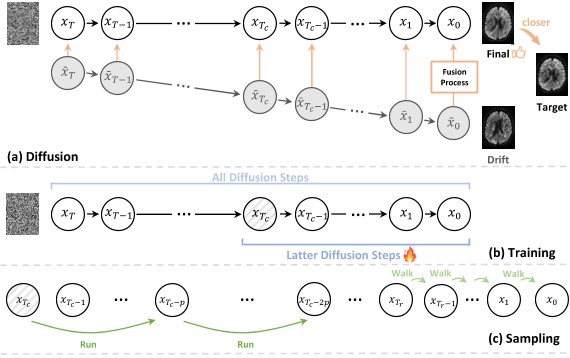 x_T x_{T-1} ... x_{T_c} x_{T_c-1} ... x_1 x_0
closer
Final
x̃_T x̃_{T-1} ... x̃_{T_c} x̃_{T_c-1} ... x̃_1 x̃_0
Fusion
Process
Target
(a) Diffusion
Drift
All Diffusion Steps
x_T x_{T-1} ... x_{T_c} x_{T_c-1} ... x_1 x_0
Latter Diffusion Steps
(b) Training
Walk Walk Walk
x_{T_c} x_{T_c-1} ... x_{T_c-p} ... x_{T_c-2p} ... x_{T_r} x_{T_r-1} ... x_1 x_0
Run Run
(c) Sampling